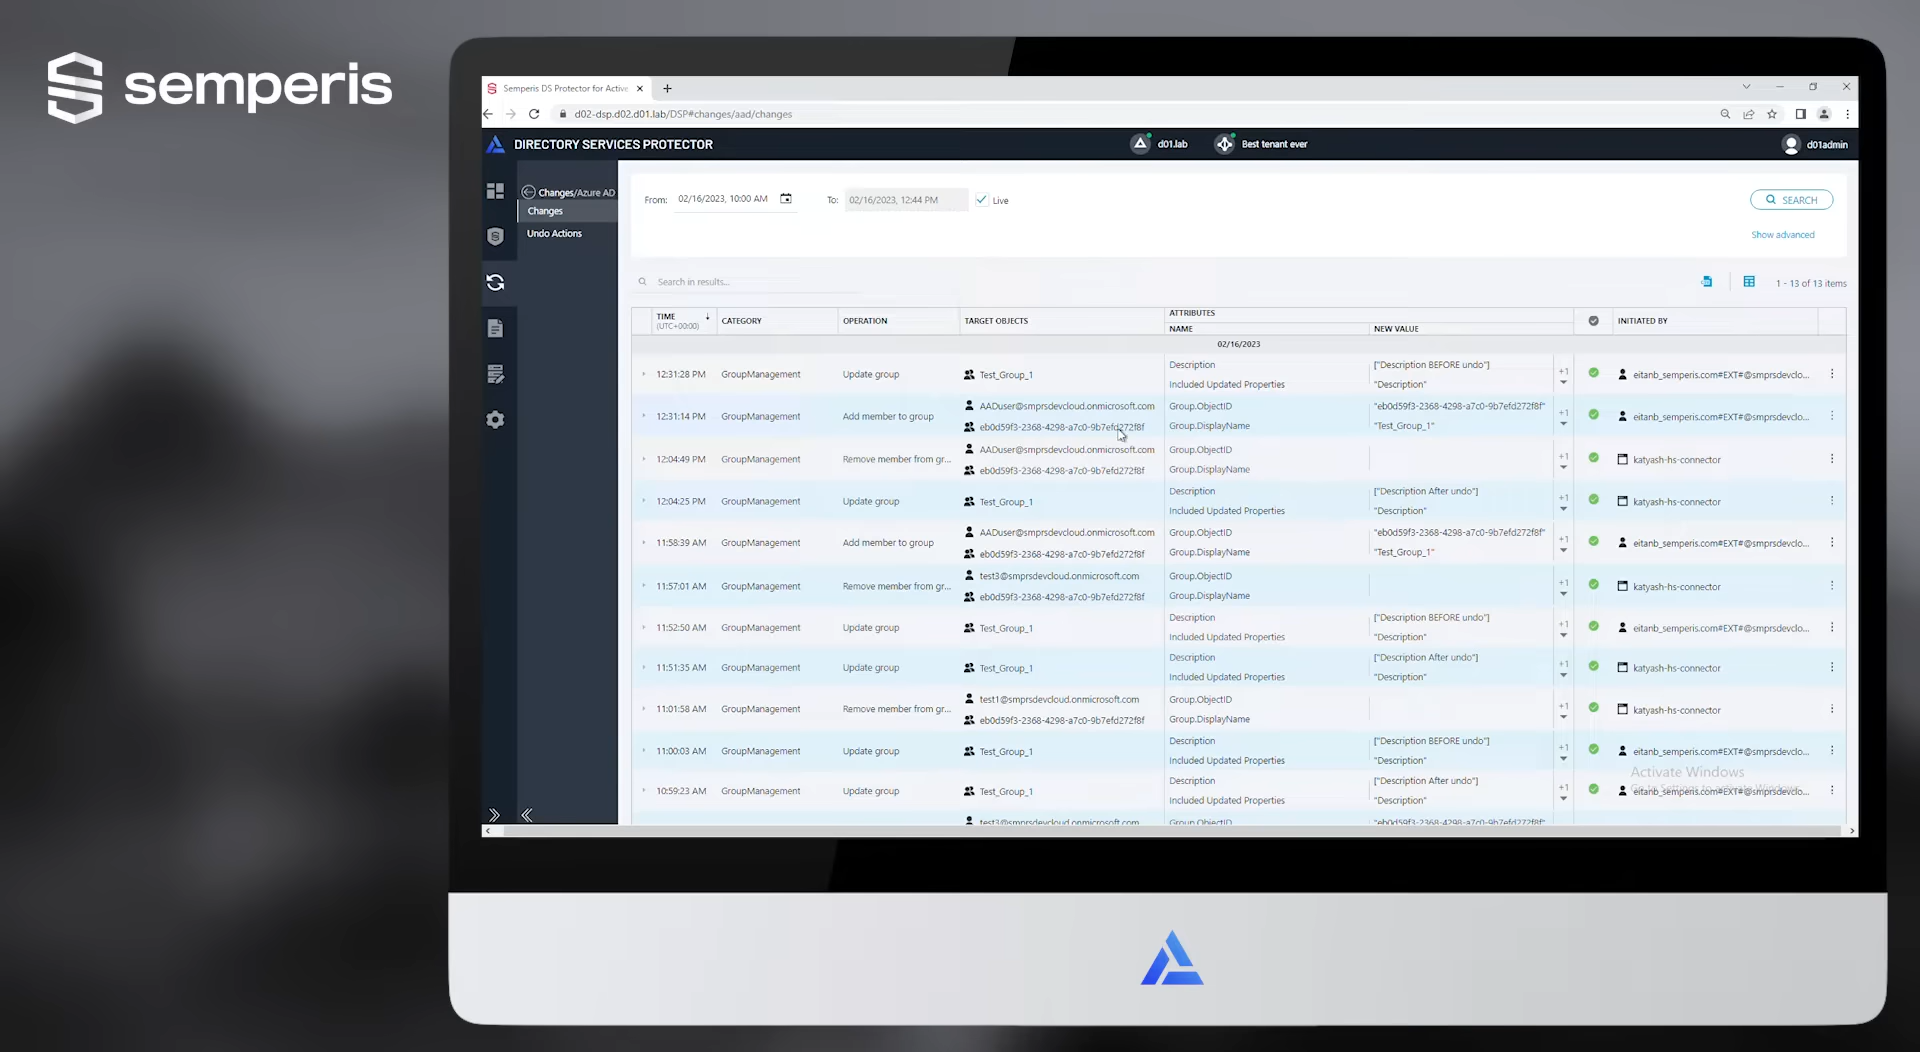 semperis
Semperis DS Protector for Active
d02-dsp.d02.d01.lab/DSP#changes/aad/changes
DIRECTORY SERVICES PROTECTOR
d01.lab
Best tenant ever
d01admin
Changes/Azure AD
Changes
Undo Actions
From: 02/16/2023, 10:00 AM To: 02/16/2023, 12:44 PM Live
SEARCH
Show advanced
Search in results...
1 - 13 of 13 items
TIME (UTC+00:00) CATEGORY OPERATION TARGET OBJECTS ATTRIBUTES NAME NEW VALUE INITIATED BY
02/16/2023
12:31:28 PM GroupManagement Update group Test_Group_1 Description ["Description BEFORE undo"] +1 eitanb_semperis.com#EXT#@smprsdevclo...
Included Updated Properties "Description"
12:31:14 PM GroupManagement Add member to group AADuser@smprsdevcloud.onmicrosoft.com Group.ObjectID "eb0d59f3-2368-4298-a7c0-9b7efd272f8f" +1 eitanb_semperis.com#EXT#@smprsdevclo...
eb0d59f3-2368-4298-a7c0-9b7efd272f8f Group.DisplayName "Test_Group_1"
12:04:49 PM GroupManagement Remove member from gr... AADuser@smprsdevcloud.onmicrosoft.com Group.ObjectID +1 katyash-hs-connector
eb0d59f3-2368-4298-a7c0-9b7efd272f8f Group.DisplayName
12:04:25 PM GroupManagement Update group Test_Group_1 Description ["Description After undo"] +1 katyash-hs-connector
Included Updated Properties "Description"
11:58:39 AM GroupManagement Add member to group AADuser@smprsdevcloud.onmicrosoft.com Group.ObjectID "eb0d59f3-2368-4298-a7c0-9b7efd272f8f" +1 eitanb_semperis.com#EXT#@smprsdevclo...
eb0d59f3-2368-4298-a7c0-9b7efd272f8f Group.DisplayName "Test_Group_1"
11:57:01 AM GroupManagement Remove member from gr... test3@smprsdevcloud.onmicrosoft.com Group.ObjectID +1 katyash-hs-connector
eb0d59f3-2368-4298-a7c0-9b7efd272f8f Group.DisplayName
11:52:50 AM GroupManagement Update group Test_Group_1 Description ["Description BEFORE undo"] +1 eitanb_semperis.com#EXT#@smprsdevclo...
Included Updated Properties "Description"
11:51:35 AM GroupManagement Update group Test_Group_1 Description ["Description After undo"] +1 katyash-hs-connector
Included Updated Properties "Description"
11:01:58 AM GroupManagement Remove member from gr... test1@smprsdevcloud.onmicrosoft.com Group.ObjectID +1 katyash-hs-connector
eb0d59f3-2368-4298-a7c0-9b7efd272f8f Group.DisplayName
11:00:03 AM GroupManagement Update group Test_Group_1 Description ["Description BEFORE undo"] +1 eitanb_semperis.com#EXT#@smprsdevclo...
Included Updated Properties "Description"
Activate Windows
10:59:23 AM GroupManagement Update group Test_Group_1 Description ["Description After undo"] +1 eitanb_semperis.com#EXT#@smprsdevclo...
Included Updated Properties "Description"
test3@smprsdevcloud.onmicrosoft.com Group.ObjectID "eb0d59f3-2368-4298-a7c0-9b7efd272f8f"